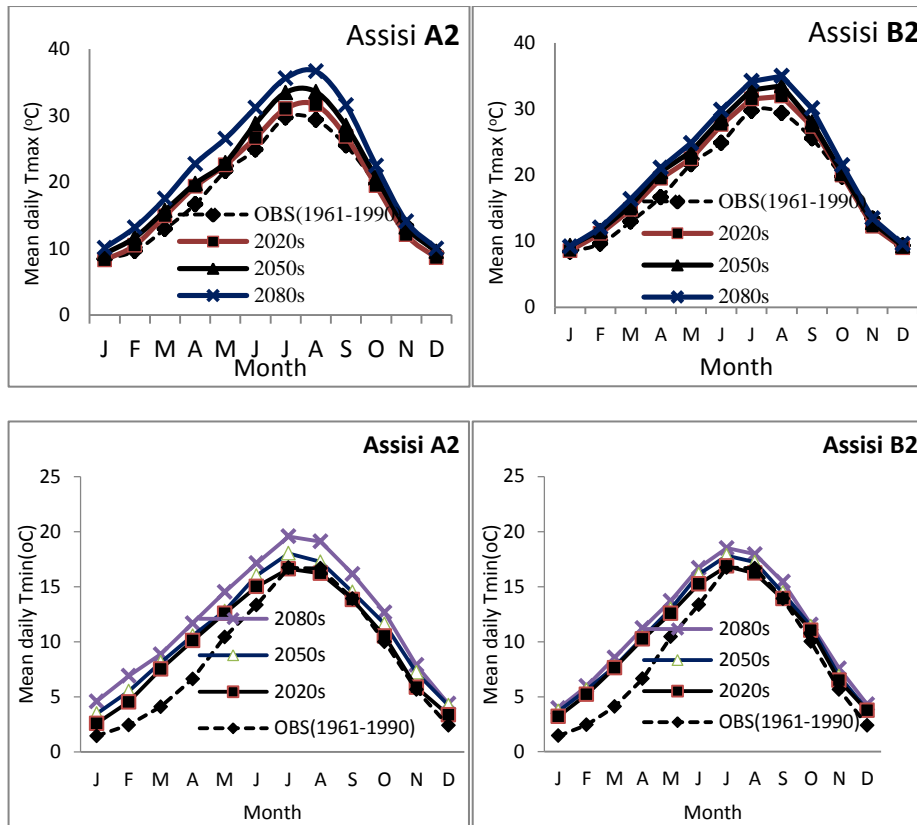 Assisi A2
Mean daily Tmax (oC)
40
30
20
10
0
OBS(1961-1990)
2020s
2050s
2080s
J F M A M J J A S O N D
Month
Assisi B2
Mean daily Tmax (oC)
40
30
20
10
0
OBS(1961-1990)
2020s
2050s
2080s
J F M A M J J A S O N D
Month
Assisi A2
Mean daily Tmin(oC)
25
20
15
10
5
0
2080s
2050s
2020s
OBS(1961-1990)
J F M A M J J A S O N D
Month
Assisi B2
Mean daily Tmin(oC)
25
20
15
10
5
0
2080s
2050s
2020s
OBS(1961-1990)
J F M A M J J A S O N D
Month